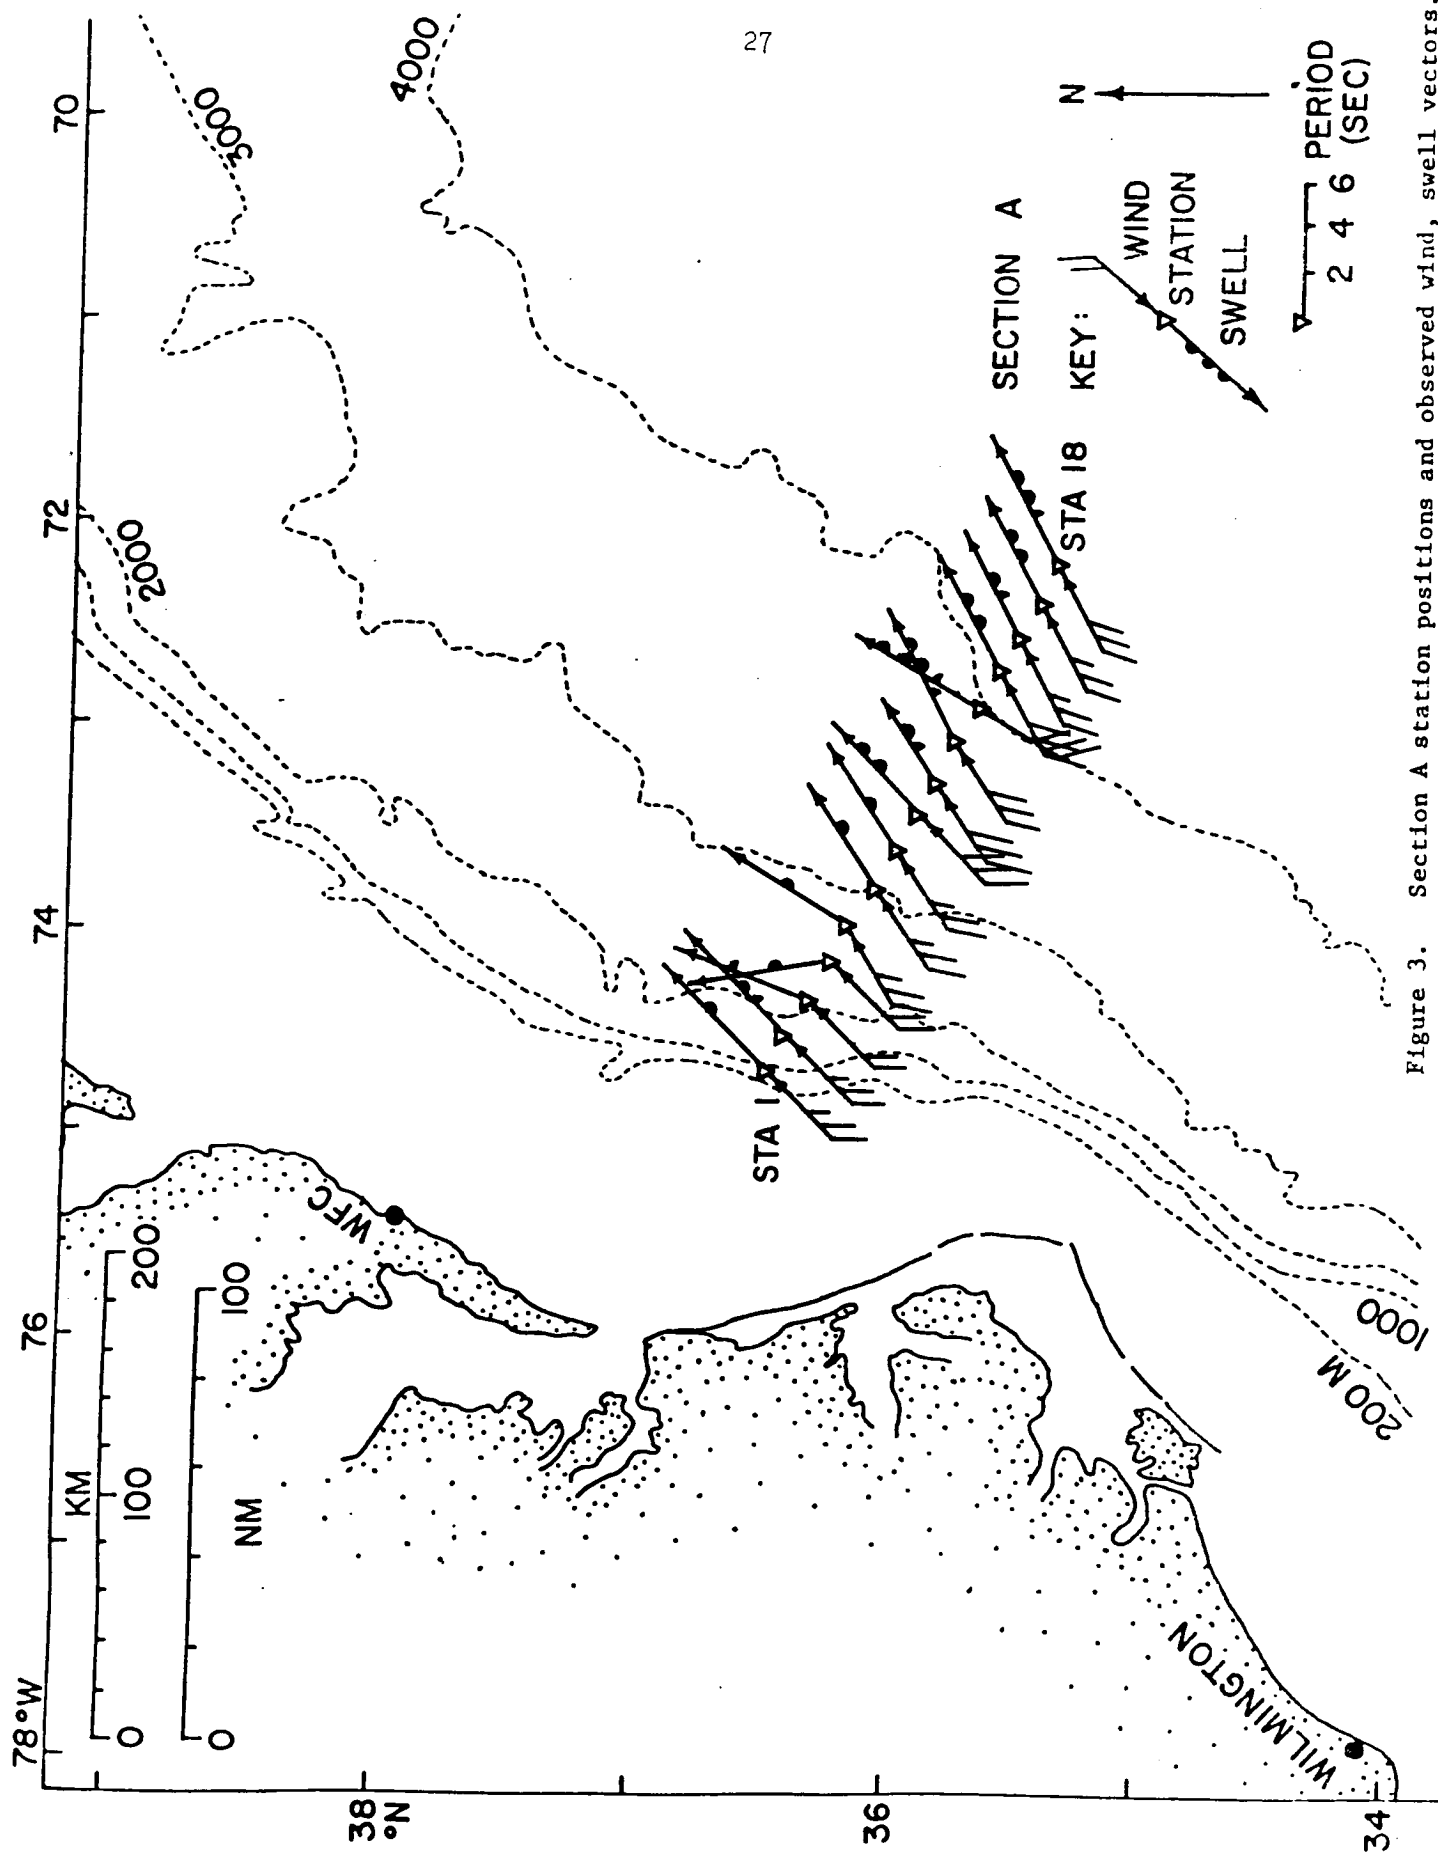 27
78°W
76
74
72
70
KM
0
100
200
NM
0
100
38
°N
36
34
WFC
WILMINGTON
200 M
1000
2000
3000
4000
STA 1
STA 18
SECTION A
KEY:
WIND
STATION
SWELL
N
2 4 6 PERIOD
(SEC)
Figure 3. Section A station positions and observed wind, swell vectors.